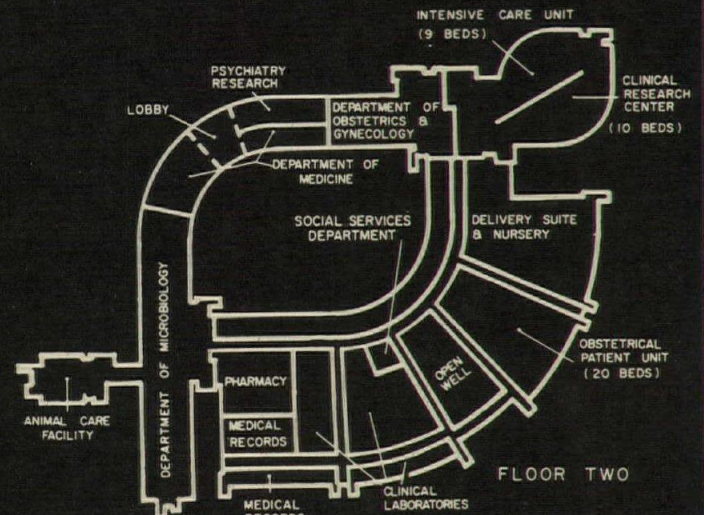 INTENSIVE CARE UNIT
(9 BEDS)
PSYCHIATRY
RESEARCH
CLINICAL
RESEARCH
CENTER
(10 BEDS)
LOBBY
DEPARTMENT OF
OBSTETRICS &
GYNECOLOGY
DEPARTMENT OF
MEDICINE
SOCIAL SERVICES
DEPARTMENT
DELIVERY SUITE
& NURSERY
DEPARTMENT OF MICROBIOLOGY
OBSTETRICAL
PATIENT UNIT
(20 BEDS)
OPEN
WELL
PHARMACY
MEDICAL
RECORDS
ANIMAL CARE
FACILITY
FLOOR TWO
CLINICAL
LABORATORIES
MEDICAL